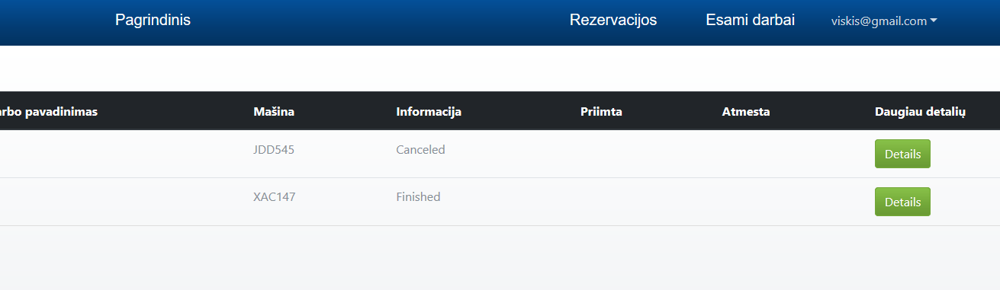 Pagrindinis Rezervacijos Esami darbai viskis@gmail.com
pavadinimas Mašina Informacija Priimta Atmesta Daugiau detalių
JDD545 Canceled Details
XAC147 Finished Details